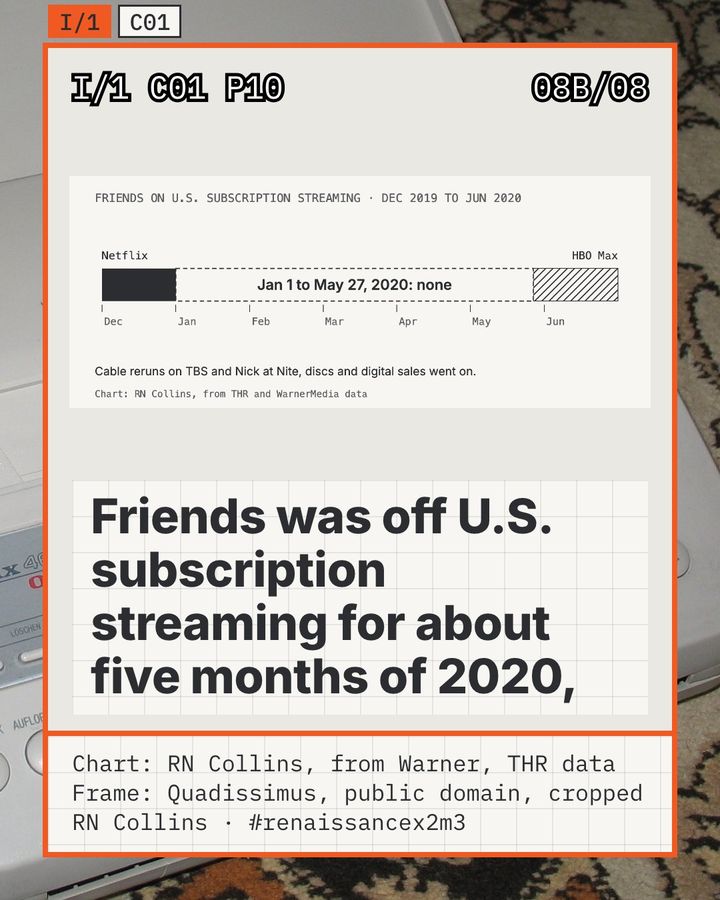 I/1 C01
I/1 C01 P10 08B/08
FRIENDS ON U.S. SUBSCRIPTION STREAMING · DEC 2019 TO JUN 2020
Netflix HBO Max
Jan 1 to May 27, 2020: none
Dec Jan Feb Mar Apr May Jun
Cable reruns on TBS and Nick at Nite, discs and digital sales went on.
Chart: RN Collins, from THR and WarnerMedia data
Friends was off U.S.
subscription
streaming for about
five months of 2020,
LÖSCHEN
Chart: RN Collins, from Warner, THR data
Frame: Quadissimus, public domain, cropped
RN Collins · #renaissancex2m3